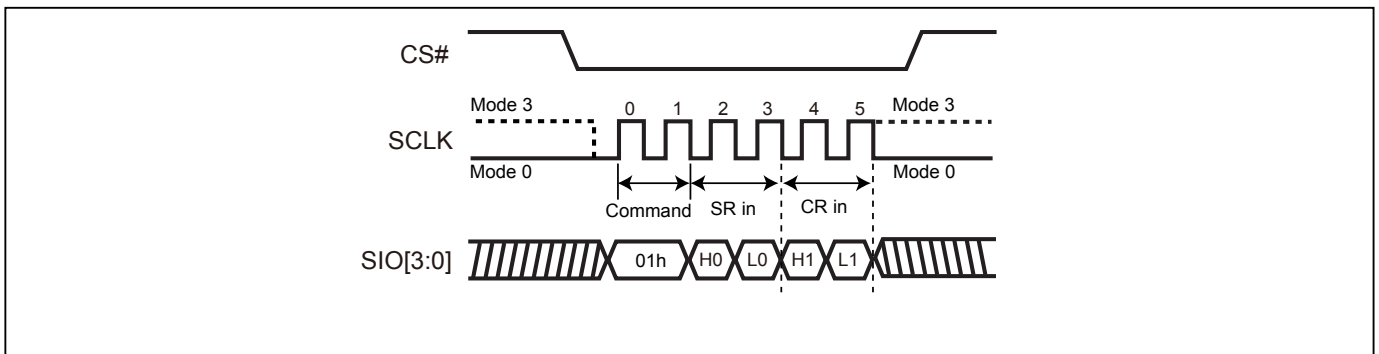 CS#
Mode 3
0 1 2 3 4 5
Mode 3
SCLK
Mode 0
Mode 0
Command
SR in
CR in
SIO[3:0]
01h
H0
L0
H1
L1